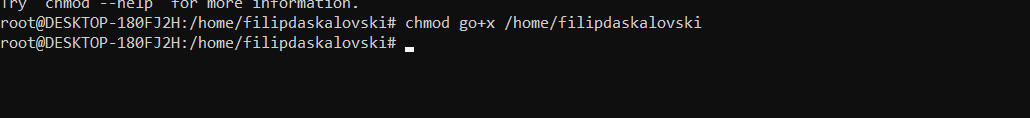 Try 'chmod --help' for more information.
root@DESKTOP-180FJ2H:/home/filipdaskalovski# chmod go+x /home/filipdaskalovski
root@DESKTOP-180FJ2H:/home/filipdaskalovski#